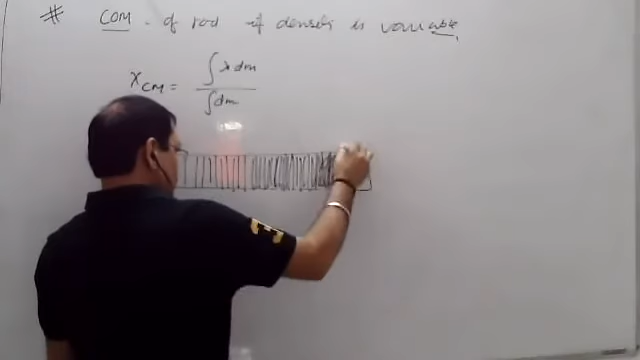 # COM of rod if density is variable.
X_CM = ∫ x dm / ∫ dm